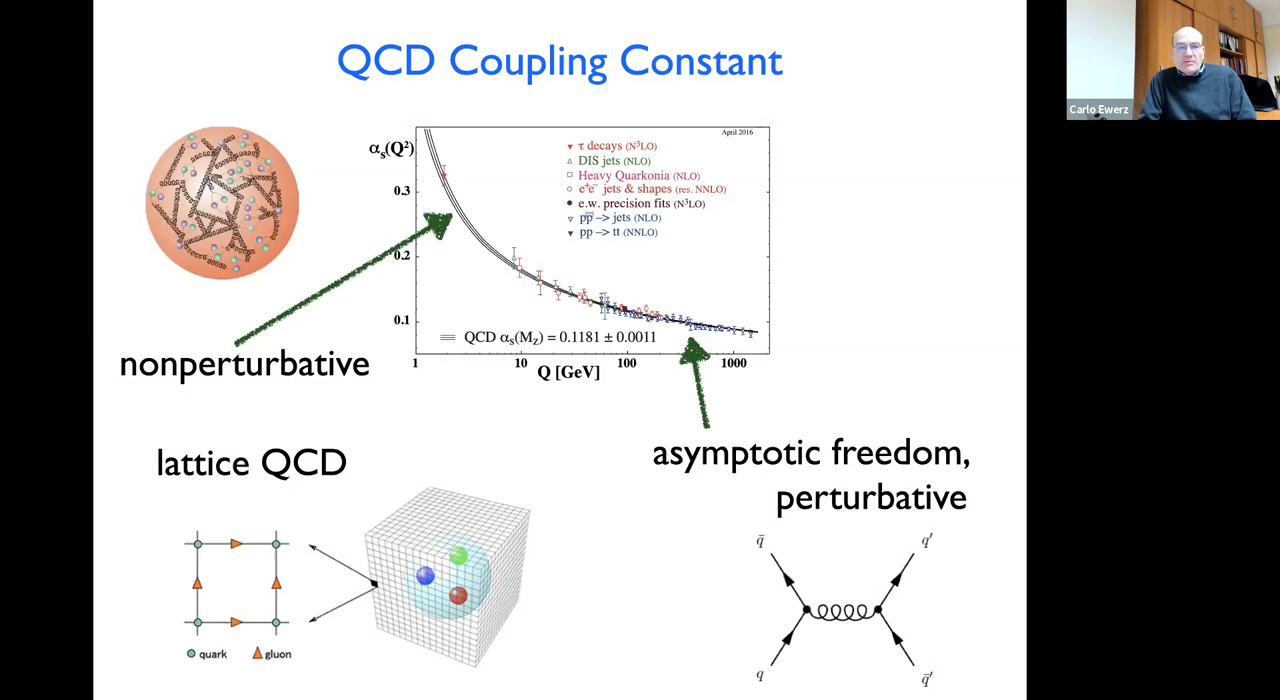 QCD Coupling Constant
Carlo Ewerz
April 2016
αs(Q²)
τ decays (N³LO)
DIS jets (NLO)
Heavy Quarkonia (NLO)
e⁺e⁻ jets & shapes (res. NNLO)
e.w. precision fits (N³LO)
pp̅ –> jets (NLO)
pp –> tt (NNLO)
0.3
0.2
0.1
QCD αs(Mz) = 0.1181 ± 0.0011
1 10 100 1000
Q [GeV]
nonperturbative
asymptotic freedom,
perturbative
lattice QCD
quark gluon
q̅ q′
q q̅′